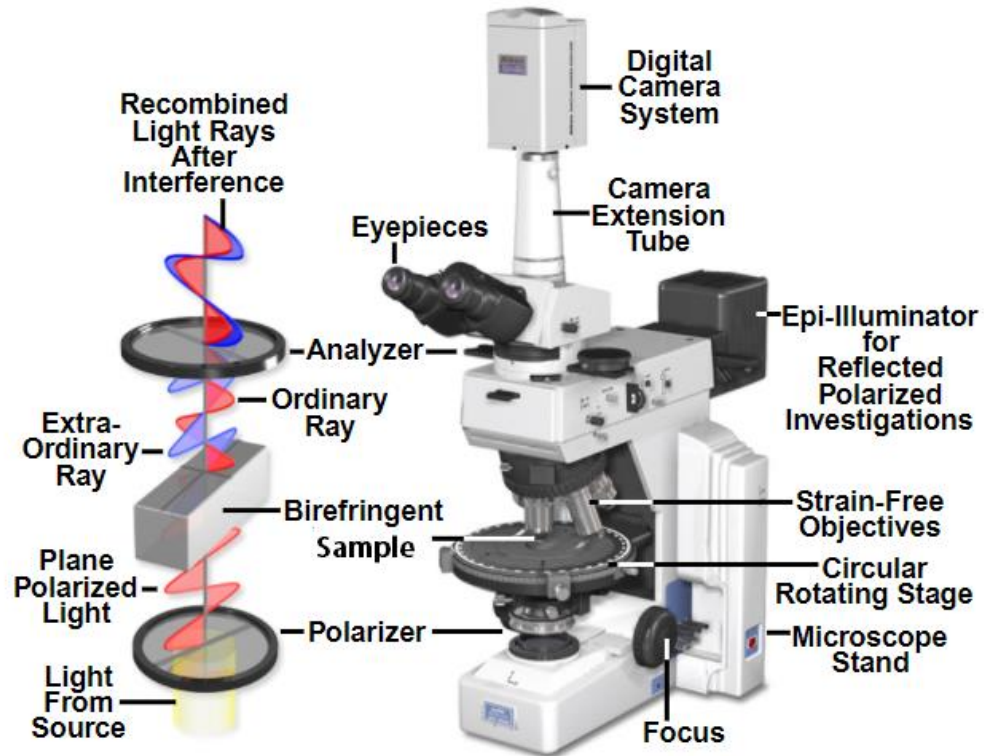 Digital
Camera
System
Recombined
Light Rays
After
Interference
Camera
Extension
Tube
Eyepieces
Epi-Illuminator
for
Reflected
Polarized
Investigations
Analyzer
Ordinary
Ray
Extra-
Ordinary
Ray
Birefringent
Sample
Strain-Free
Objectives
Plane
Polarized
Light
Circular
Rotating Stage
Polarizer
Microscope
Stand
Light
From
Source
Focus